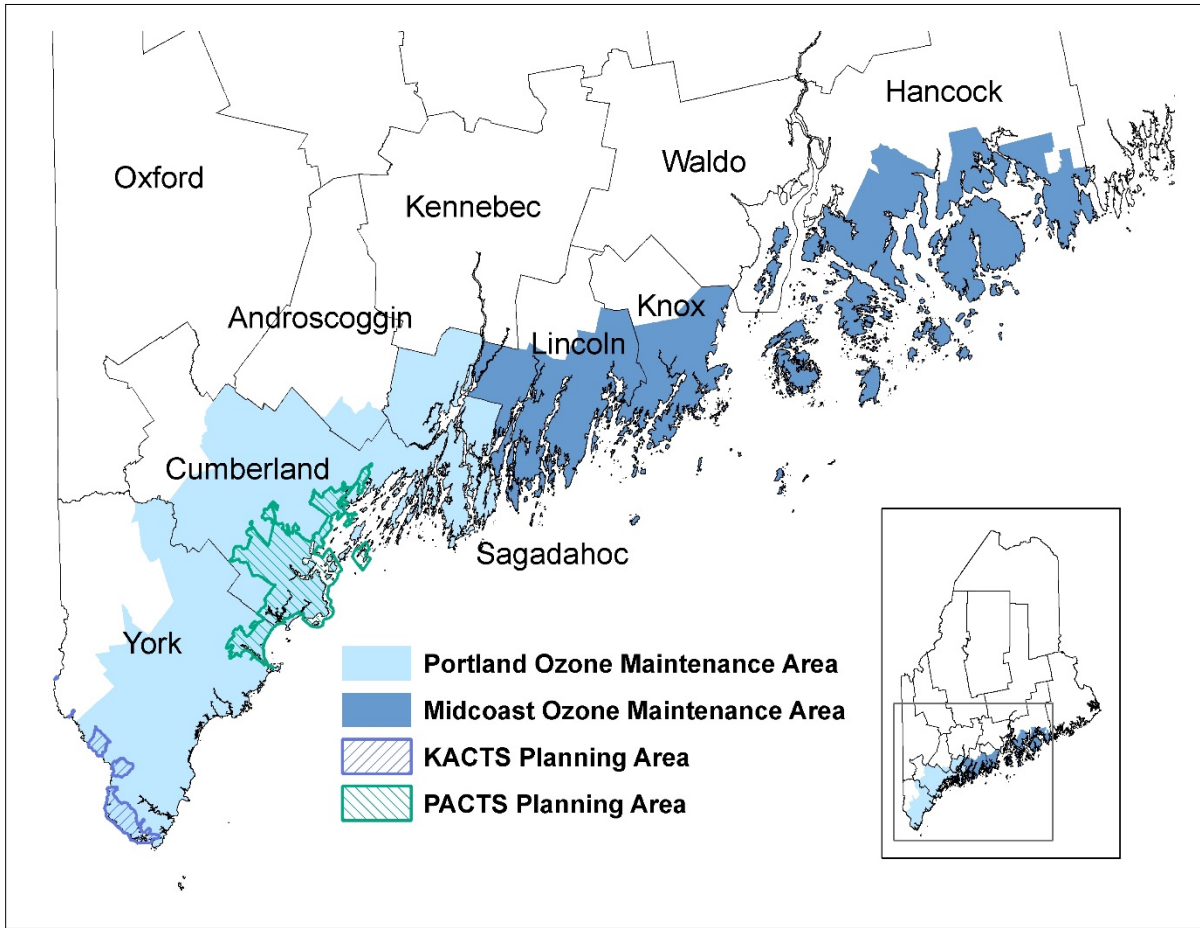 Hancock
Waldo
Oxford
Kennebec
Knox
Androscoggin
Lincoln
Cumberland
Sagadahoc
York
Portland Ozone Maintenance Area
Midcoast Ozone Maintenance Area
KACTS Planning Area
PACTS Planning Area